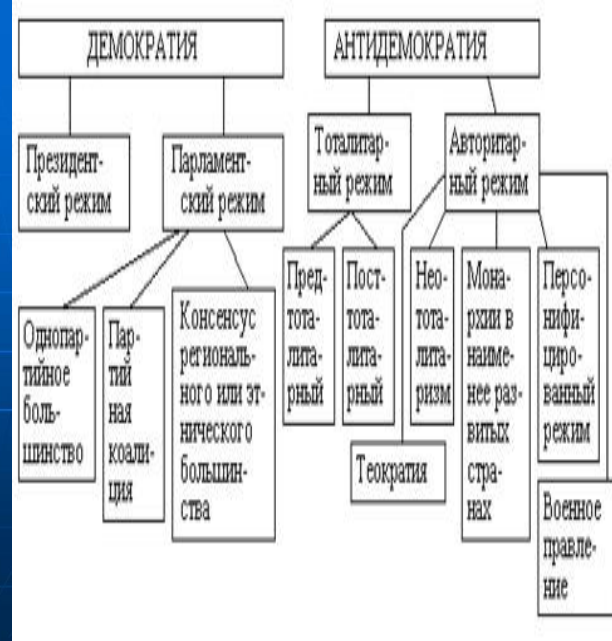 ДЕМОКРАТИЯ
АНТИДЕМОКРАТИЯ
Президент-
ский режим
Парламент-
ский режим
Тоталитар-
ный режим
Авторитар-
ный режим
Однопар-
тийное
боль-
шинство
Пар-
тий
ная
коали-
ция
Консенсус
региональ-
ного или эт-
нического
большин-
ства
Пред-
тота-
лита-
рный
Пост-
тота-
лита-
рный
Нео-
тота-
лита-
ризм
Мона-
рхии в
наиме-
нее раз-
витых
стра-
нах
Персо-
нифи-
циро-
ванный
режим
Теократия
Военное
правле-
ние